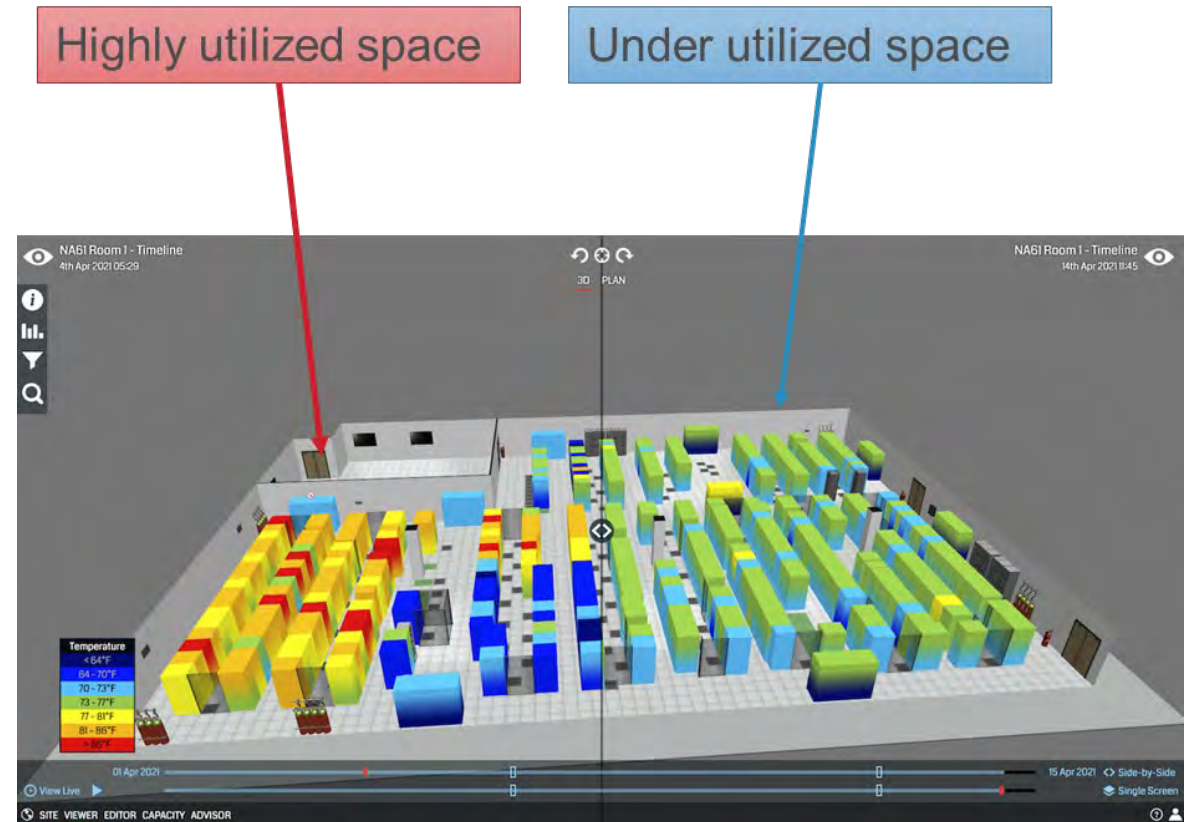 Highly utilized space
Under utilized space
NA61 Room 1 - Timeline
4th Apr 2021 05:29
3D PLAN
NA61 Room 1 - Timeline
14th Apr 2021 11:45
Temperature
< 64°F
64 - 70°F
70 - 73°F
73 - 77°F
77 - 81°F
81 - 86°F
> 86°F
01 Apr 2021
15 Apr 2021
Side-by-Side
View Live
Single Screen
SITE VIEWER EDITOR CAPACITY ADVISOR